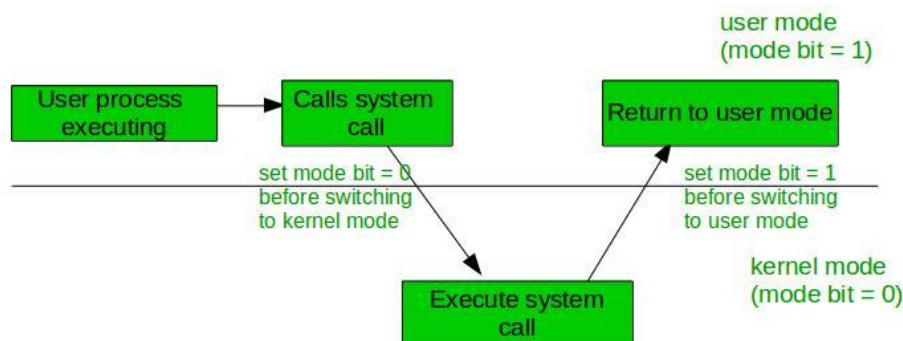 user mode
(mode bit = 1)
User process
executing
Calls system
call
Return to user mode
set mode bit = 0
before switching
to kernel mode
set mode bit = 1
before switching
to user mode
kernel mode
(mode bit = 0)
Execute system
call